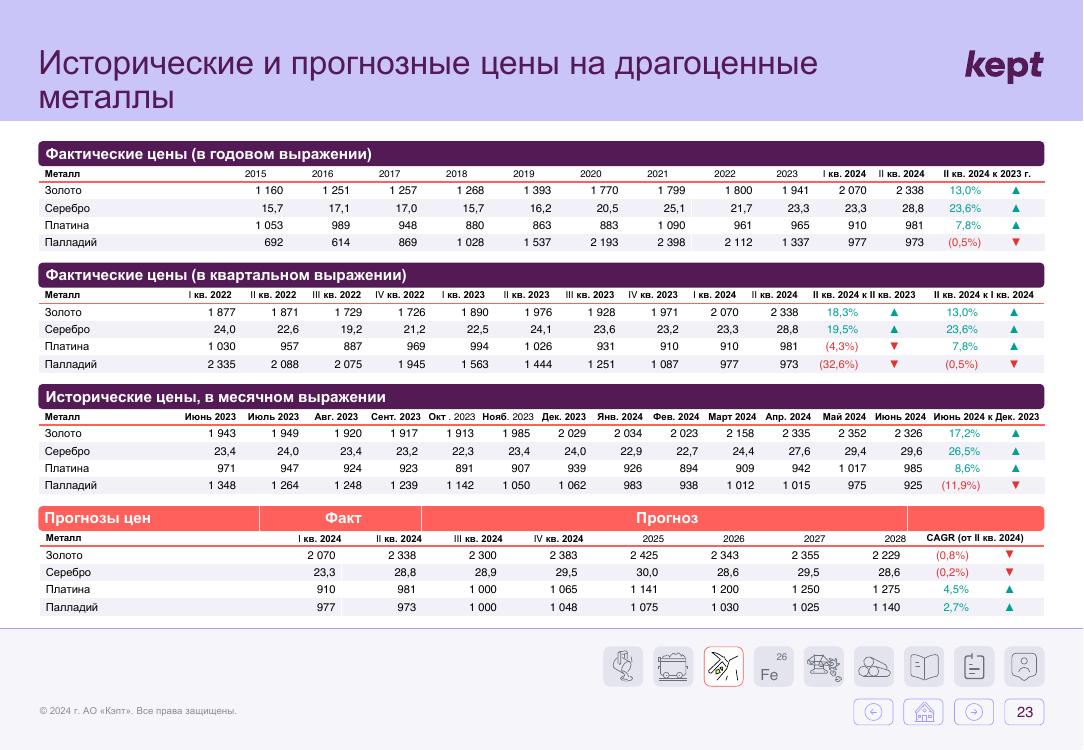 Исторические и прогнозные цены на драгоценные
металлы
kept
Фактические цены (в годовом выражении)
Металл 2015 2016 2017 2018 2019 2020 2021 2022 2023 I кв. 2024 II кв. 2024 II кв. 2024 к 2023 г.
Золото 1 160 1 251 1 257 1 268 1 393 1 770 1 799 1 800 1 941 2 070 2 338 13,0% ▲
Серебро 15,7 17,1 17,0 15,7 16,2 20,5 25,1 21,7 23,3 23,3 28,8 23,6% ▲
Платина 1 053 989 948 880 863 883 1 090 961 965 910 981 7,8% ▲
Палладий 692 614 869 1 028 1 537 2 193 2 398 2 112 1 337 977 973 (0,5%) ▼
Фактические цены (в квартальном выражении)
Металл I кв. 2022 II кв. 2022 III кв. 2022 IV кв. 2022 I кв. 2023 II кв. 2023 III кв. 2023 IV кв. 2023 I кв. 2024 II кв. 2024 II кв. 2024 к II кв. 2023 II кв. 2024 к I кв. 2024
Золото 1 877 1 871 1 729 1 726 1 890 1 976 1 928 1 971 2 070 2 338 18,3% ▲ 13,0% ▲
Серебро 24,0 22,6 19,2 21,2 22,5 24,1 23,6 23,2 23,3 28,8 19,5% ▲ 23,6% ▲
Платина 1 030 957 887 969 994 1 026 931 910 910 981 (4,3%) ▼ 7,8% ▲
Палладий 2 335 2 088 2 075 1 945 1 563 1 444 1 251 1 087 977 973 (32,6%) ▼ (0,5%) ▼
Исторические цены, в месячном выражении
Металл Июнь 2023 Июль 2023 Авг. 2023 Сент. 2023 Окт . 2023 Нояб. 2023 Дек. 2023 Янв. 2024 Фев. 2024 Март 2024 Апр. 2024 Май 2024 Июнь 2024 Июнь 2024 к Дек. 2023
Золото 1 943 1 949 1 920 1 917 1 913 1 985 2 029 2 034 2 023 2 158 2 335 2 352 2 326 17,2% ▲
Серебро 23,4 24,0 23,4 23,2 22,3 23,4 24,0 22,9 22,7 24,4 27,6 29,4 29,6 26,5% ▲
Платина 971 947 924 923 891 907 939 926 894 909 942 1 017 985 8,6% ▲
Палладий 1 348 1 264 1 248 1 239 1 142 1 050 1 062 983 938 1 012 1 015 975 925 (11,9%) ▼
Прогнозы цен Факт Прогноз
Металл I кв. 2024 II кв. 2024 III кв. 2024 IV кв. 2024 2025 2026 2027 2028 CAGR (от II кв. 2024)
Золото 2 070 2 338 2 300 2 383 2 425 2 343 2 355 2 229 (0,8%) ▼
Серебро 23,3 28,8 28,9 29,5 30,0 28,6 29,5 28,6 (0,2%) ▼
Платина 910 981 1 000 1 065 1 141 1 200 1 250 1 275 4,5% ▲
Палладий 977 973 1 000 1 048 1 075 1 030 1 025 1 140 2,7% ▲
26
Fe
© 2024 г. АО «Кэпт». Все права защищены.
23